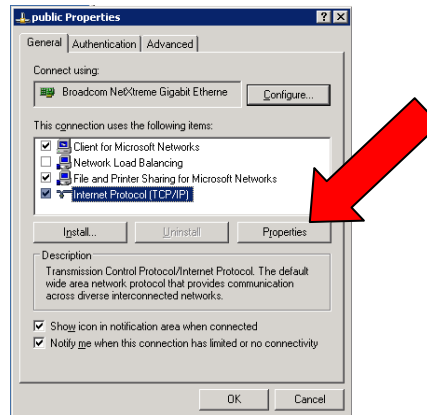 public Properties
General Authentication Advanced
Connect using:
Broadcom NetXtreme Gigabit Etherne Configure...
This connection uses the following items:
Client for Microsoft Networks
Network Load Balancing
File and Printer Sharing for Microsoft Networks
Internet Protocol (TCP/IP)
Install... Uninstall Properties
Description
Transmission Control Protocol/Internet Protocol. The default
wide area network protocol that provides communication
across diverse interconnected networks.
Show icon in notification area when connected
Notify me when this connection has limited or no connectivity
OK Cancel